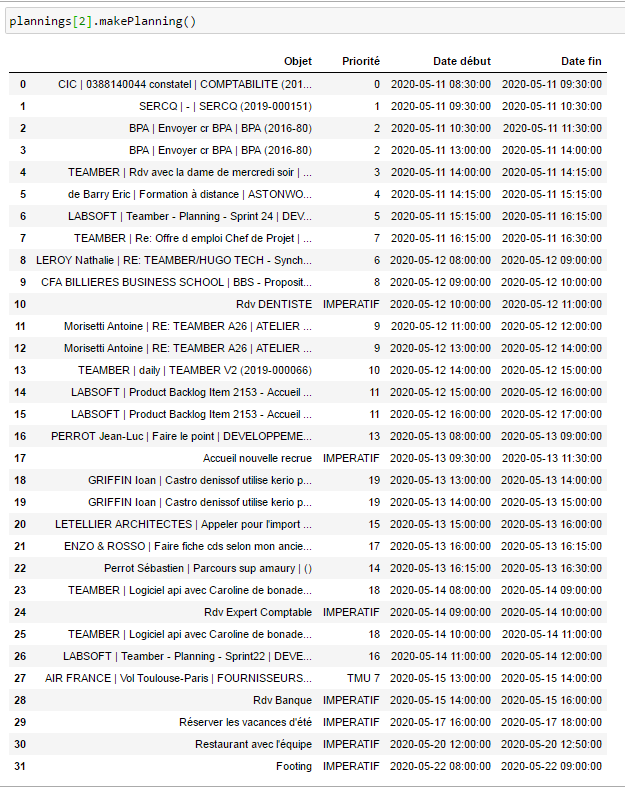 plannings[2].makePlanning()
Objet Priorité Date début Date fin
0 CIC | 0388140044 constatel | COMPTABILITE (201... 0 2020-05-11 08:30:00 2020-05-11 09:30:00
1 SERCQ | - | SERCQ (2019-000151) 1 2020-05-11 09:30:00 2020-05-11 10:30:00
2 BPA | Envoyer cr BPA | BPA (2016-80) 2 2020-05-11 10:30:00 2020-05-11 11:30:00
3 BPA | Envoyer cr BPA | BPA (2016-80) 2 2020-05-11 13:00:00 2020-05-11 14:00:00
4 TEAMBER | Rdv avec la dame de mercredi soir | ... 3 2020-05-11 14:00:00 2020-05-11 14:15:00
5 de Barry Eric | Formation à distance | ASTONWO... 4 2020-05-11 14:15:00 2020-05-11 15:15:00
6 LABSOFT | Teamber - Planning - Sprint 24 | DEV... 5 2020-05-11 15:15:00 2020-05-11 16:15:00
7 TEAMBER | Re: Offre d emploi Chef de Projet | ... 7 2020-05-11 16:15:00 2020-05-11 16:30:00
8 LEROY Nathalie | RE: TEAMBER/HUGO TECH - Synch... 6 2020-05-12 08:00:00 2020-05-12 09:00:00
9 CFA BILLIERES BUSINESS SCHOOL | BBS - Proposit... 8 2020-05-12 09:00:00 2020-05-12 10:00:00
10 Rdv DENTISTE IMPERATIF 2020-05-12 10:00:00 2020-05-12 11:00:00
11 Morisetti Antoine | RE: TEAMBER A26 | ATELIER ... 9 2020-05-12 11:00:00 2020-05-12 12:00:00
12 Morisetti Antoine | RE: TEAMBER A26 | ATELIER ... 9 2020-05-12 13:00:00 2020-05-12 14:00:00
13 TEAMBER | daily | TEAMBER V2 (2019-000066) 10 2020-05-12 14:00:00 2020-05-12 15:00:00
14 LABSOFT | Product Backlog Item 2153 - Accueil ... 11 2020-05-12 15:00:00 2020-05-12 16:00:00
15 LABSOFT | Product Backlog Item 2153 - Accueil ... 11 2020-05-12 16:00:00 2020-05-12 17:00:00
16 PERROT Jean-Luc | Faire le point | DEVELOPPEME... 13 2020-05-13 08:00:00 2020-05-13 09:00:00
17 Accueil nouvelle recrue IMPERATIF 2020-05-13 09:30:00 2020-05-13 11:30:00
18 GRIFFIN Ioan | Castro denissof utilise kerio p... 19 2020-05-13 13:00:00 2020-05-13 14:00:00
19 GRIFFIN Ioan | Castro denissof utilise kerio p... 19 2020-05-13 14:00:00 2020-05-13 15:00:00
20 LETELLIER ARCHITECTES | Appeler pour l'import ... 15 2020-05-13 15:00:00 2020-05-13 16:00:00
21 ENZO & ROSSO | Faire fiche cds selon mon ancie... 17 2020-05-13 16:00:00 2020-05-13 16:15:00
22 Perrot Sébastien | Parcours sup amaury | () 14 2020-05-13 16:15:00 2020-05-13 16:30:00
23 TEAMBER | Logiciel api avec Caroline de bonade... 18 2020-05-14 08:00:00 2020-05-14 09:00:00
24 Rdv Expert Comptable IMPERATIF 2020-05-14 09:00:00 2020-05-14 10:00:00
25 TEAMBER | Logiciel api avec Caroline de bonade... 18 2020-05-14 10:00:00 2020-05-14 11:00:00
26 LABSOFT | Teamber - Planning - Sprint22 | DEVE... 16 2020-05-14 11:00:00 2020-05-14 12:00:00
27 AIR FRANCE | Vol Toulouse-Paris | FOURNISSEURS... TMU 7 2020-05-15 13:00:00 2020-05-15 14:00:00
28 Rdv Banque IMPERATIF 2020-05-15 14:00:00 2020-05-15 16:00:00
29 Réserver les vacances d'été IMPERATIF 2020-05-17 16:00:00 2020-05-17 18:00:00
30 Restaurant avec l'équipe IMPERATIF 2020-05-20 12:00:00 2020-05-20 12:50:00
31 Footing IMPERATIF 2020-05-22 08:00:00 2020-05-22 09:00:00